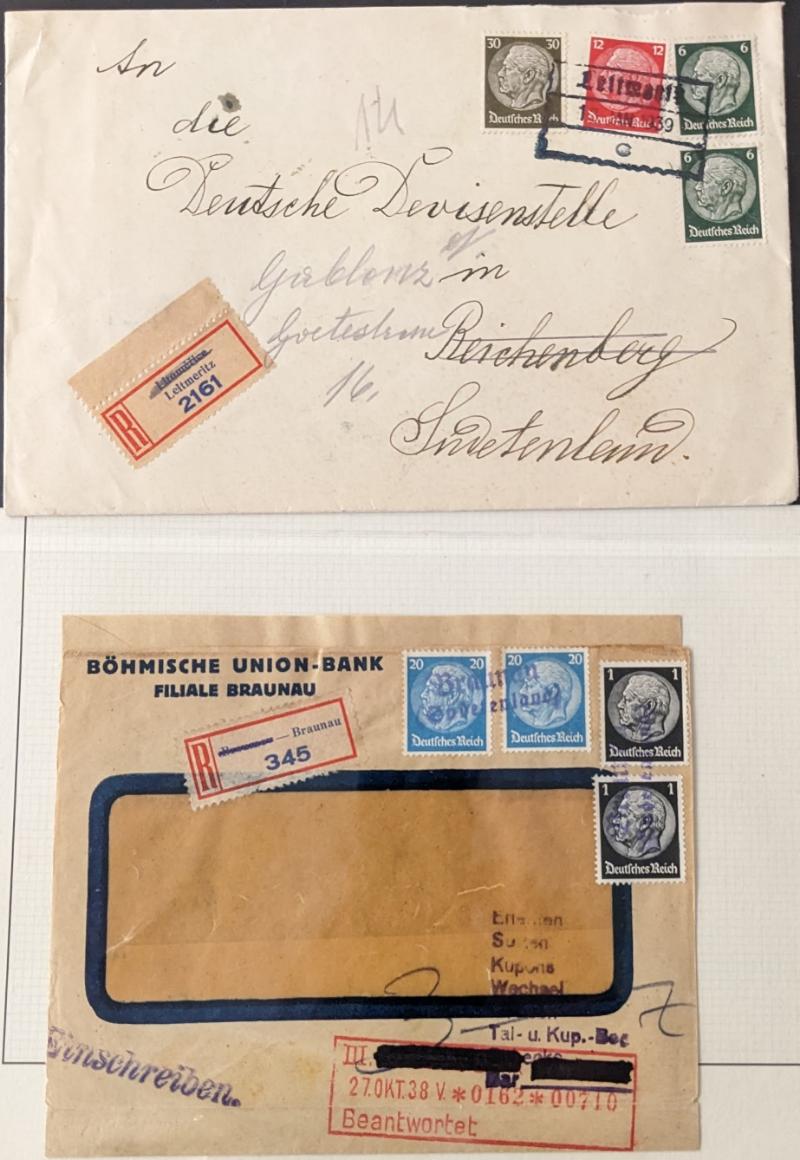 An
die
Deutsche Devisenstelle
in
Reichenberg
Sudetenland.
Gablonz
16.
30 30
Deutsches Reich
12 12
Deutsches Reich
6 6
Deutsches Reich
6 6
Deutsches Reich
Leitmeritz
c
R
Leitmeritz
2161
BÖHMISCHE UNION-BANK
FILIALE BRAUNAU
R
— Braunau
345
20 20
Deutsches Reich
20 20
Deutsches Reich
1 1
Deutsches Reich
1 1
Deutsches Reich
Braunau
(Sudetenland)
Kupons
Wechsel
Tal- u. Kup.-Bog
Einschreiben.
III.
27.OKT.38 V. *0162*00710
Beantwortet